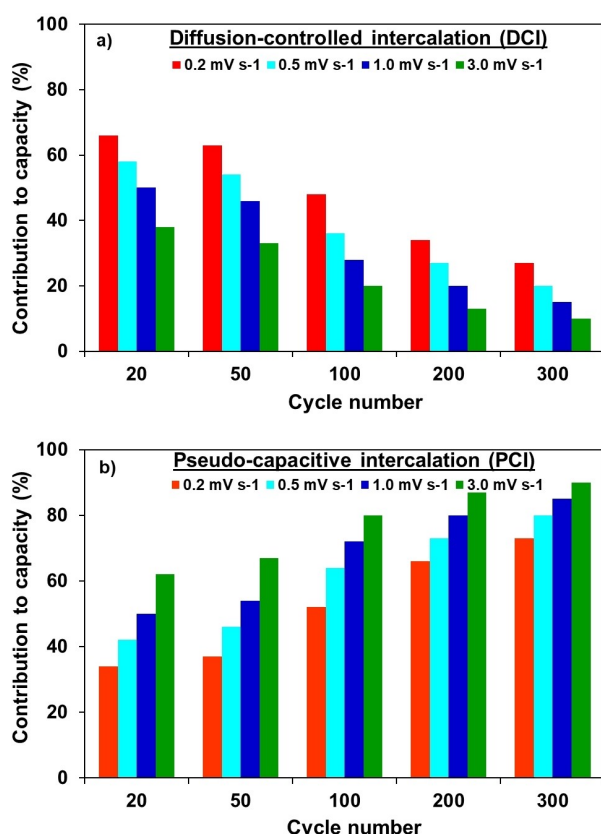 a) Diffusion-controlled intercalation (DCI)
0.2 mV s-1 0.5 mV s-1 1.0 mV s-1 3.0 mV s-1
Contribution to capacity (%)
100
80
60
40
20
0
20 50 100 200 300
Cycle number
b) Pseudo-capacitive intercalation (PCI)
0.2 mV s-1 0.5 mV s-1 1.0 mV s-1 3.0 mV s-1
Contribution to capacity (%)
100
80
60
40
20
0
20 50 100 200 300
Cycle number